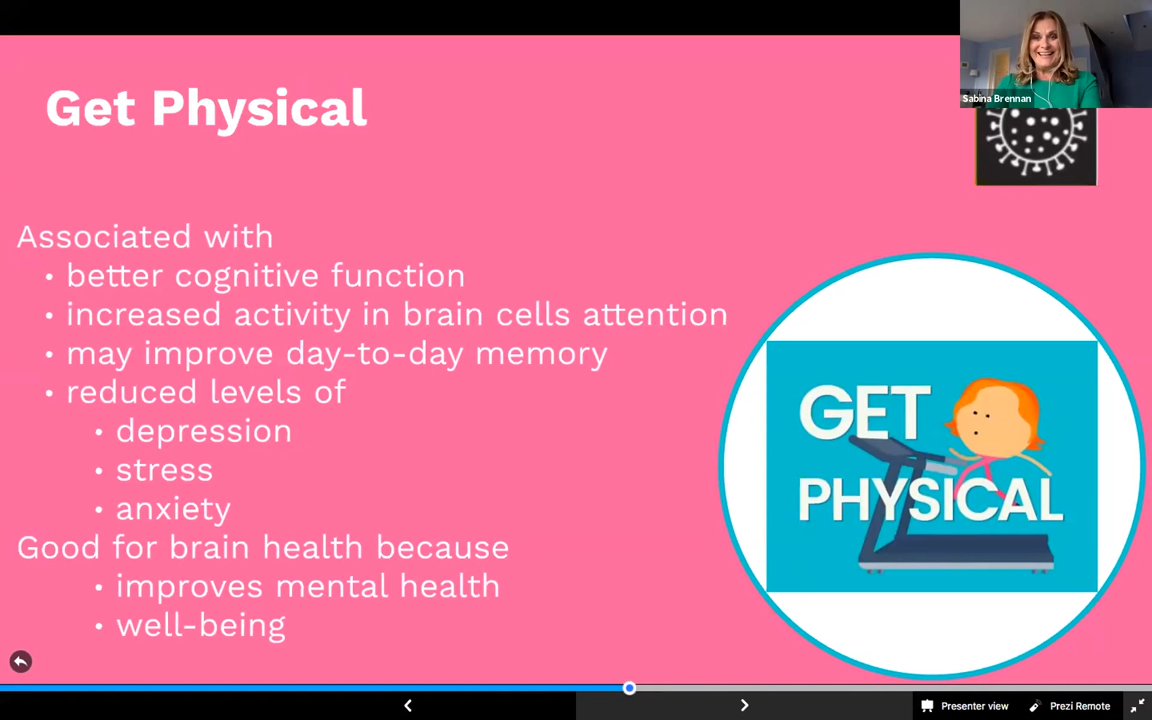 Get Physical
Sabina Brennan
Associated with
• better cognitive function
• increased activity in brain cells attention
• may improve day-to-day memory
• reduced levels of
• depression
• stress
• anxiety
Good for brain health because
• improves mental health
• well-being
GET
PHYSICAL
Presenter view
Prezi Remote